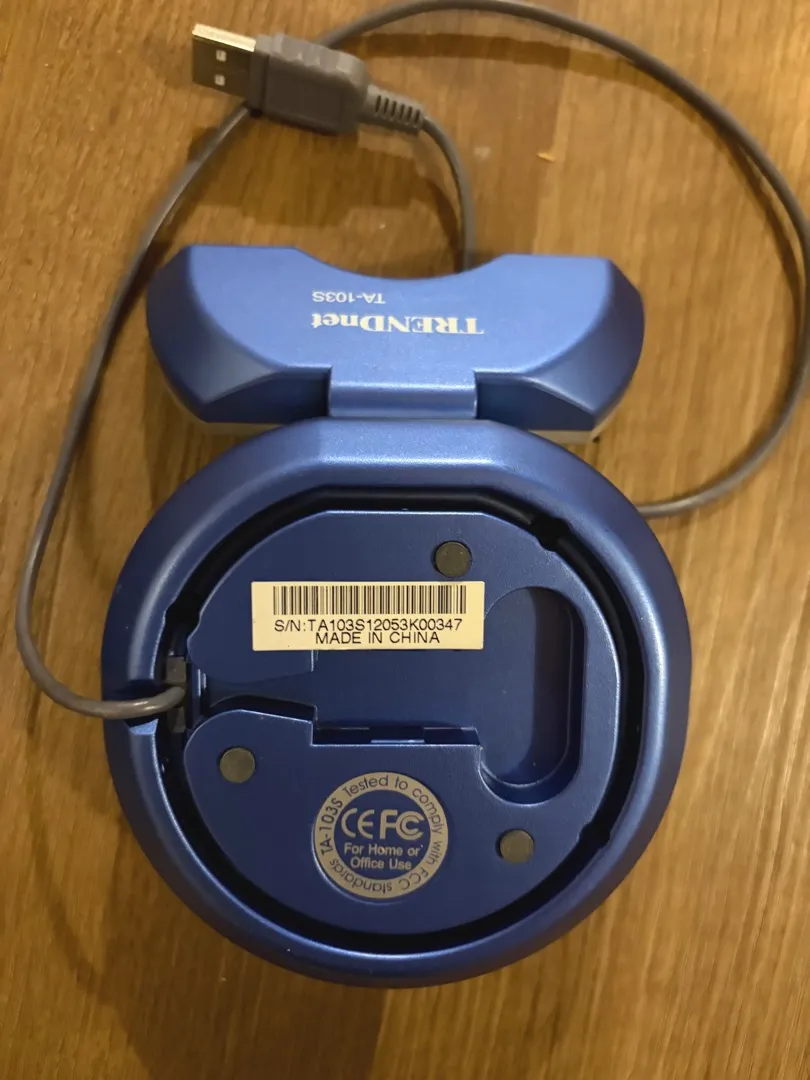 TRENDnet
TA-103S
S/N:TA103S12053K00347
MADE IN CHINA
TA-103S Tested to comply with FCC standards
CE FC
For Home or
Office Use